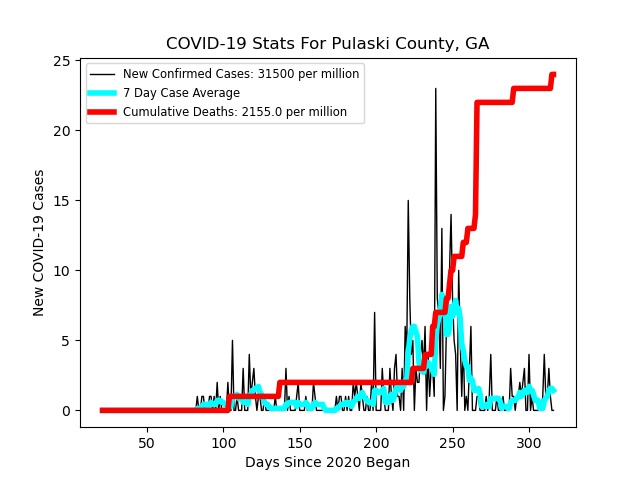 COVID-19 Stats For Pulaski County, GA
New Confirmed Cases: 31500 per million
7 Day Case Average
Cumulative Deaths: 2155.0 per million
25
20
15
10
5
0
New COVID-19 Cases
50 100 150 200 250 300
Days Since 2020 Began